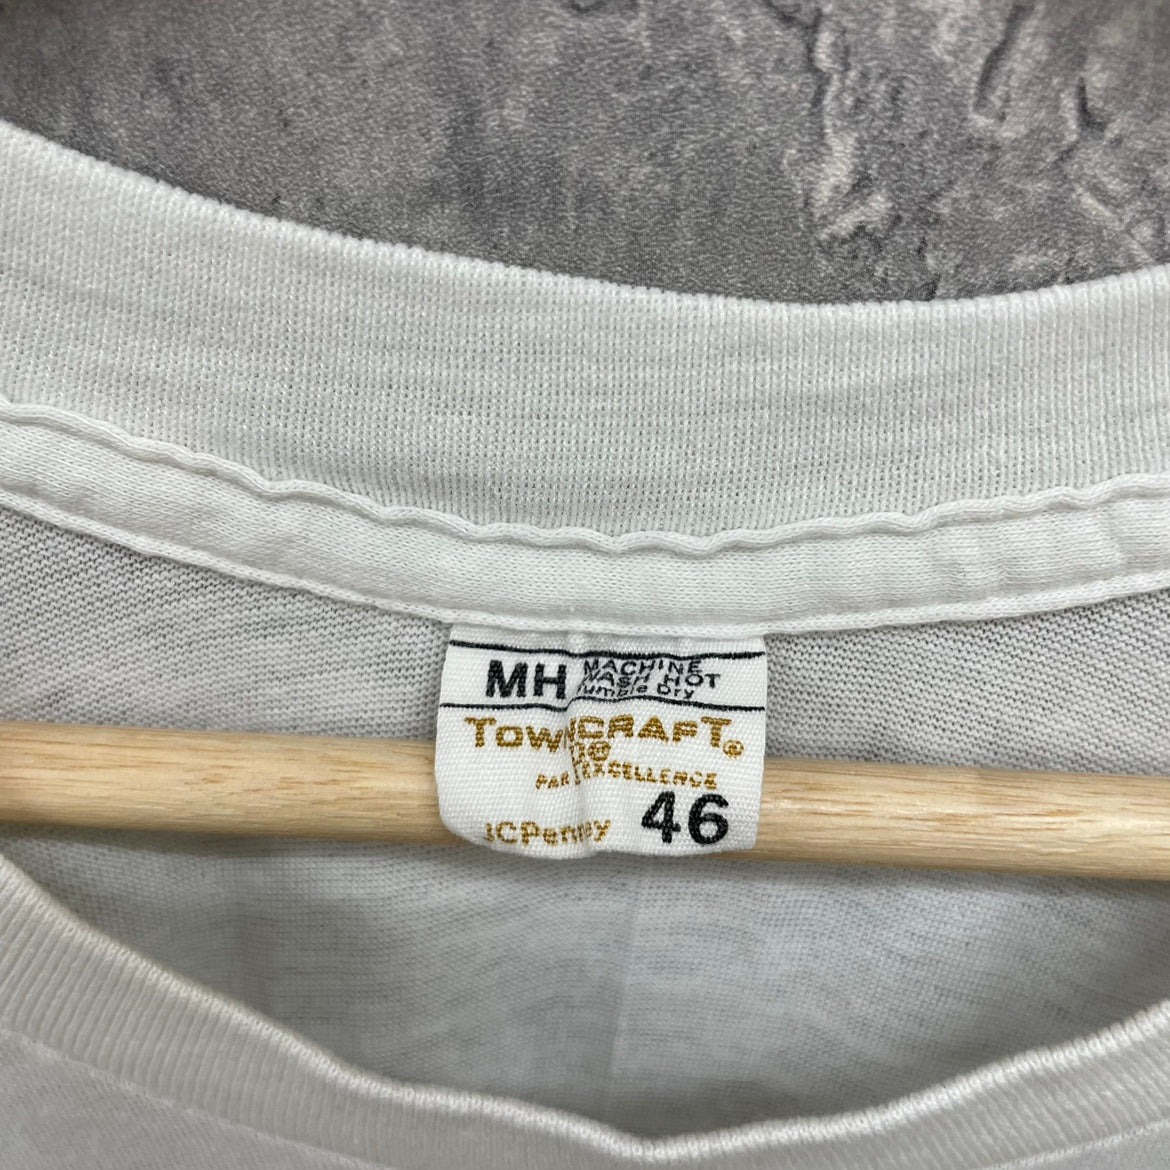 MH MACHINE
WASH HOT
Tumble Dry
TOWNCRAFT®
PAR EXCELLENCE
JCPenney 46